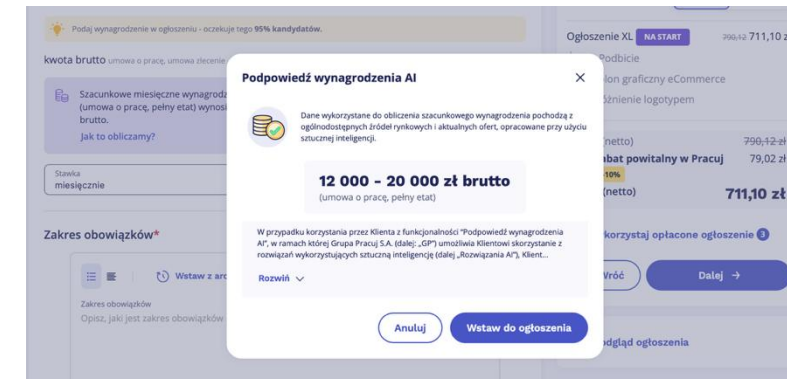 Podaj wynagrodzenie w ogłoszeniu - oczekuje tego 95% kandydatów.
kwota brutto umowa o pracę, umowa zlecenie
Szacunkowe miesięczne wynagrodz
(umowa o pracę, pełny etat) wynosi
brutto.
Jak to obliczamy?
Stawka
miesięcznie
Zakres obowiązków*
Wstaw z arc
Zakres obowiązków
Opisz, jaki jest zakres obowiązków
Podpowiedź wynagrodzenia AI
Dane wykorzystane do obliczenia szacunkowego wynagrodzenia pochodzą z
ogólnodostępnych źródeł rynkowych i aktualnych ofert, opracowane przy użyciu
sztucznej inteligencji.
12 000 - 20 000 zł brutto
(umowa o pracę, pełny etat)
W przypadku korzystania przez Klienta z funkcjonalności "Podpowiedź wynagrodzenia
AI", w ramach której Grupa Pracuj S.A. (dalej: „GP") umożliwia Klientowi skorzystanie z
rozwiązań wykorzystujących sztuczną inteligencję (dalej „Rozwiązania AI"), Klient...
Rozwiń
Anuluj
Wstaw do ogłoszenia
Ogłoszenie XL NA START 790,12 711,10 z
Podbicie
lon graficzny eCommerce
óżnienie logotypem
(netto) 790,12 zł
abat powitalny w Pracuj 79,02 zł
10%
(netto) 711,10 zł
korzystaj opłacone ogłoszenie 3
Wróć
Dalej →
odgląd ogłoszenia